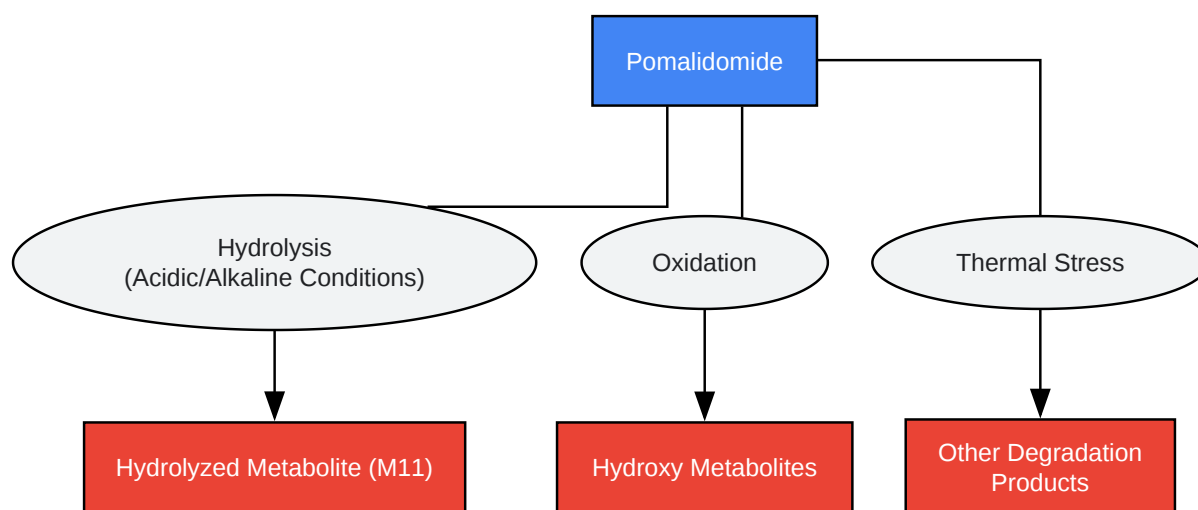 Pomalidomide
Hydrolysis
(Acidic/Alkaline Conditions)
Oxidation
Thermal Stress
Hydrolyzed Metabolite (M11)
Hydroxy Metabolites
Other Degradation
Products